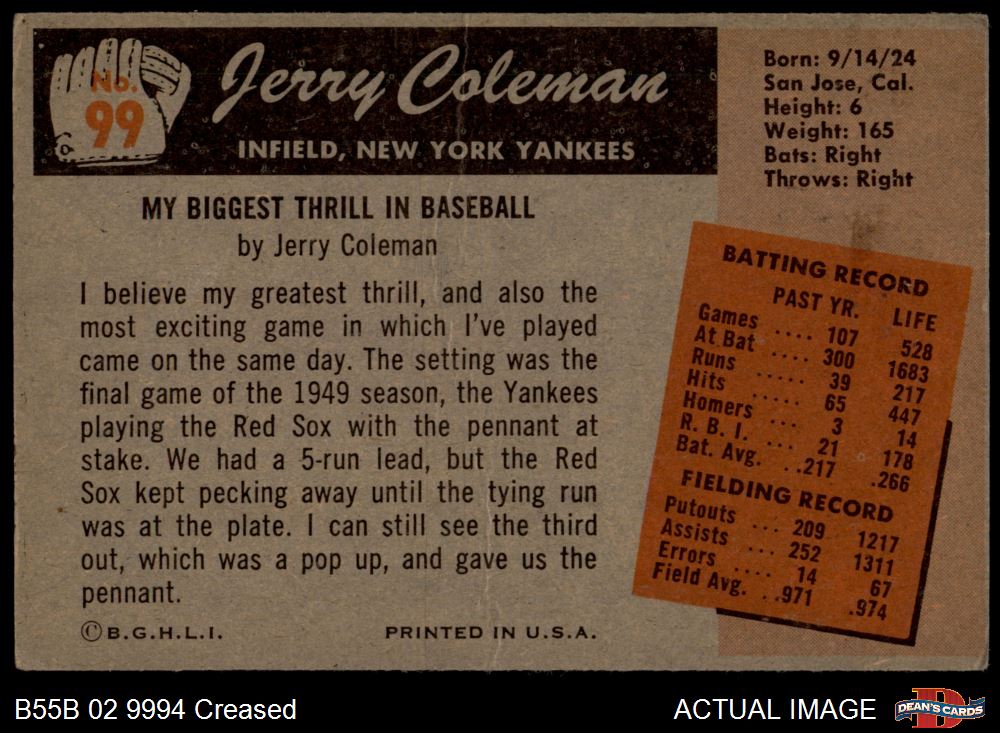 No.
99
Jerry Coleman
INFIELD, NEW YORK YANKEES
Born: 9/14/24
San Jose, Cal.
Height: 6
Weight: 165
Bats: Right
Throws: Right
MY BIGGEST THRILL IN BASEBALL
by Jerry Coleman
I believe my greatest thrill, and also the
most exciting game in which I've played
came on the same day. The setting was the
final game of the 1949 season, the Yankees
playing the Red Sox with the pennant at
stake. We had a 5-run lead, but the Red
Sox kept pecking away until the tying run
was at the plate. I can still see the third
out, which was a pop up, and gave us the
pennant.
©B.G.H.L.I. PRINTED IN U.S.A.
BATTING RECORD
PAST YR. LIFE
Games .... 107 528
At Bat .... 300 1683
Runs ..... 39 217
Hits ..... 65 447
Homers ... 3 14
R. B. I. ... 21 178
Bat. Avg. ..217 .266
FIELDING RECORD
Putouts ... 209 1217
Assists ... 252 1311
Errors .... 14 67
Field Avg. ..971 .974
B55B 02 9994 Creased
ACTUAL IMAGE
D
DEAN'S CARDS